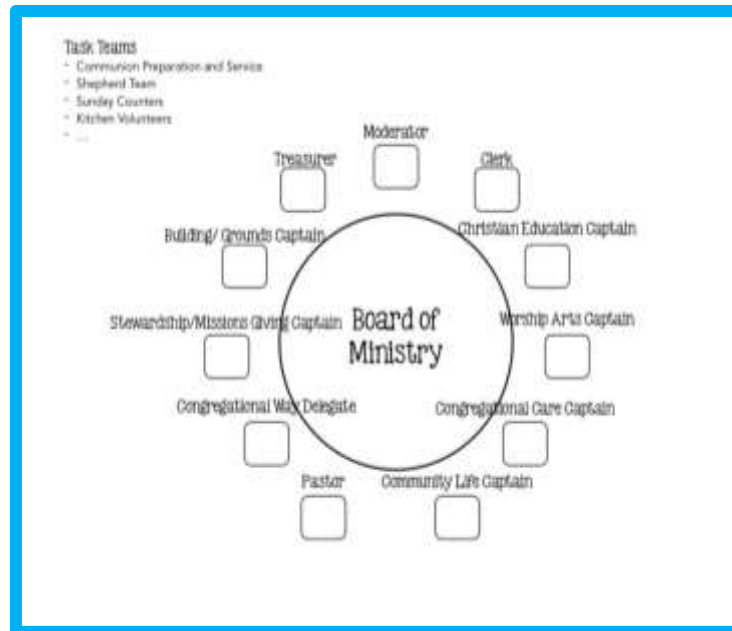 Task Teams
- Communion Preparation and Service
- Shepherd Team
- Sunday Counters
- Kitchen Volunteers
- ...
Moderator
Treasurer
Clerk
Building/ Grounds Captain
Christian Education Captain
Stewardship/Missions Giving Captain
Board of
Ministry
Worship Arts Captain
Congregational Way Delegate
Congregational Care Captain
Pastor
Community Life Captain